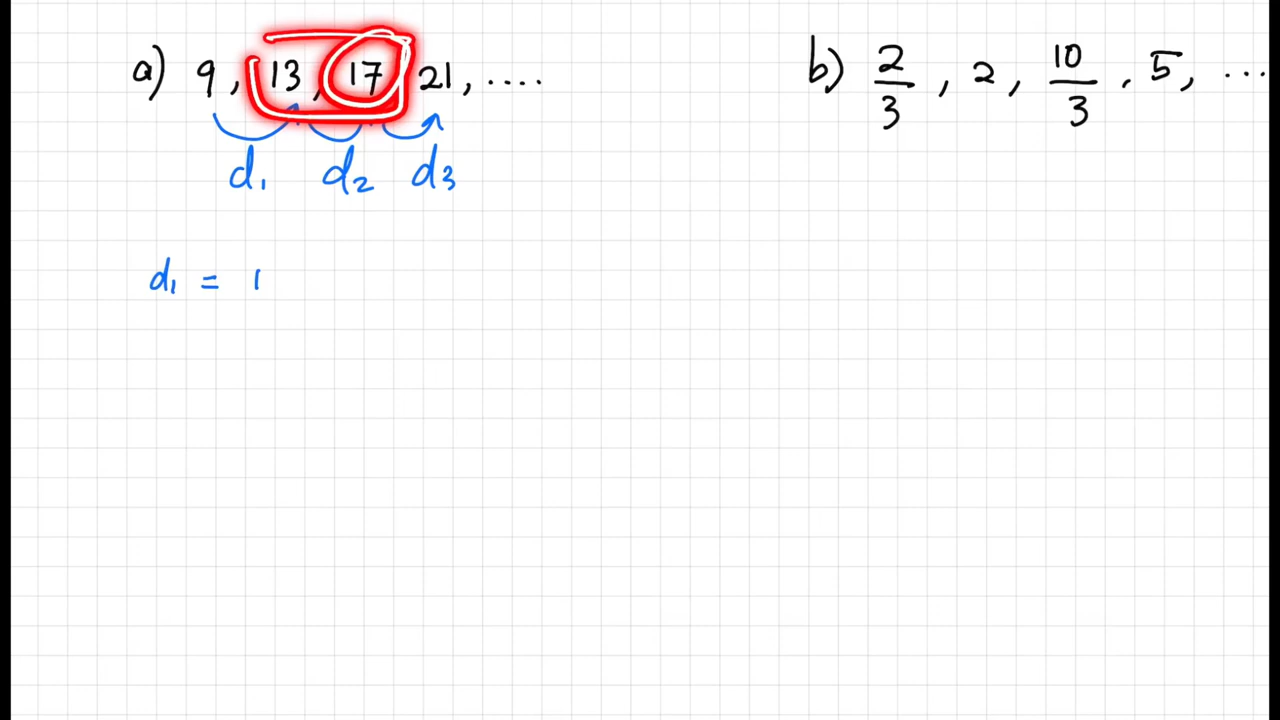 a) 9, 13, 17, 21, ....
b) 2/3, 2, 10/3, 5, ...
d₁ d₂ d₃
d₁ = 1